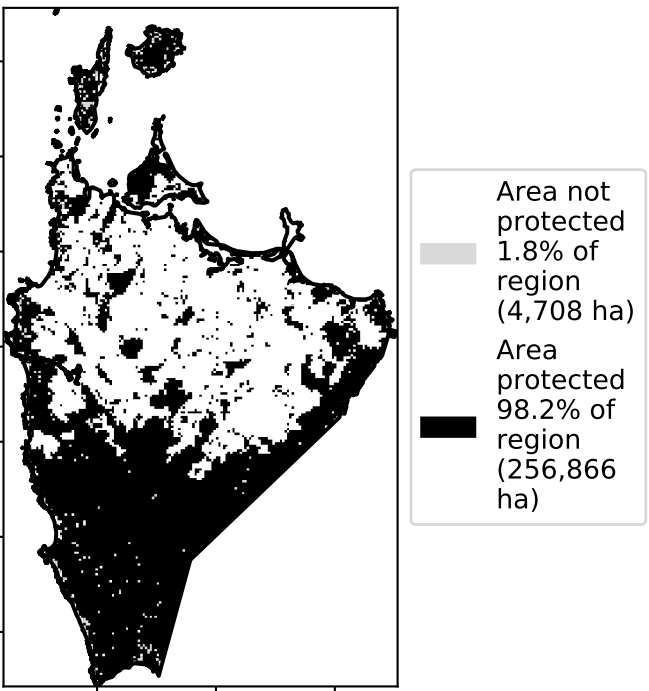 Area not
protected
1.8% of
region
(4,708 ha)
Area
protected
98.2% of
region
(256,866
ha)